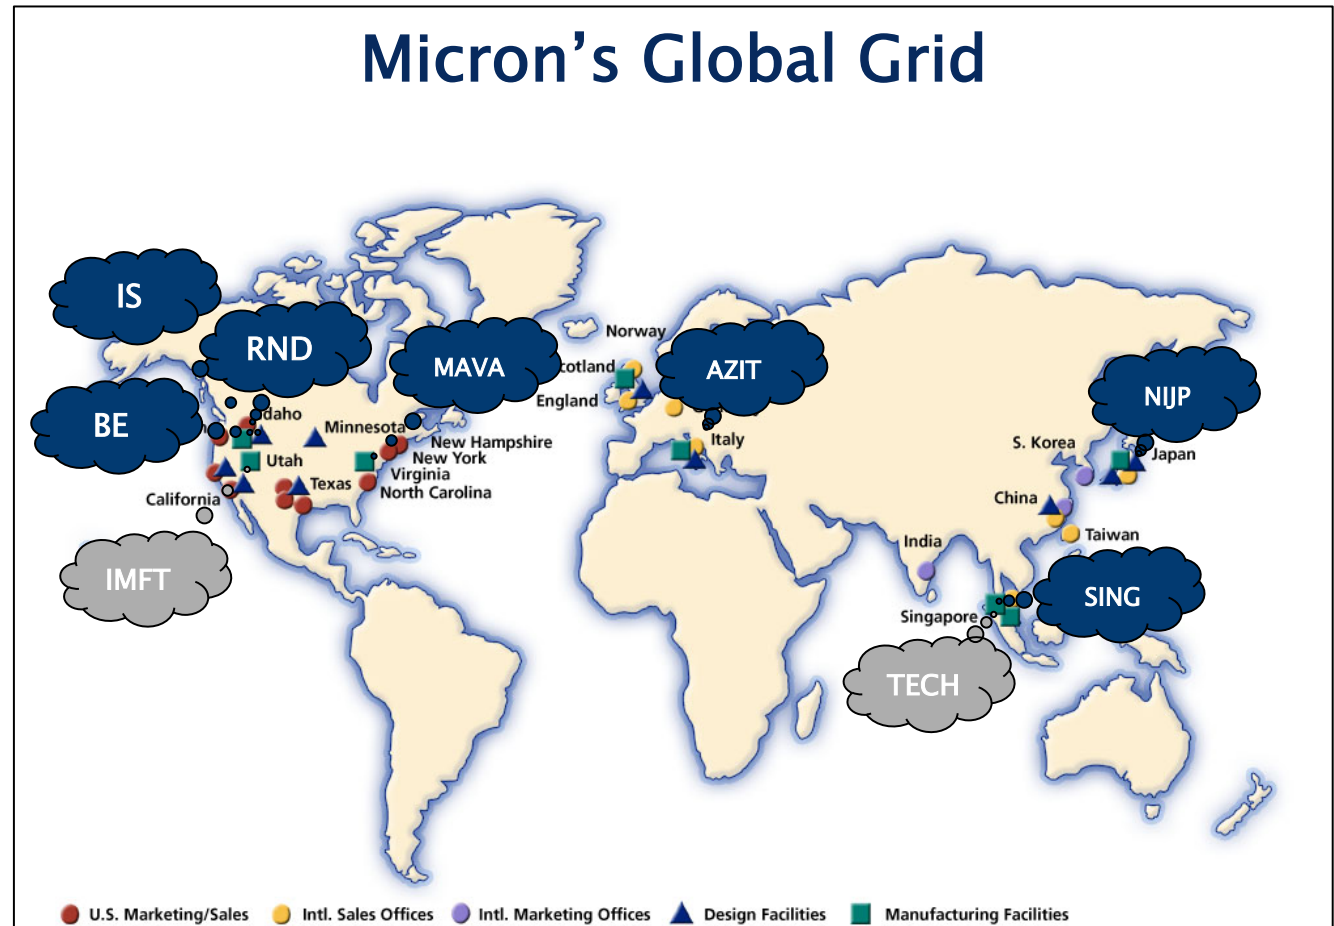 Micron's Global Grid
IS
RND
MAVA
AZIT
NIJP
BE
Norway
cotland
England
Idaho
Minnesota
New Hampshire
New York
Virginia
North Carolina
Utah
Texas
California
Italy
S. Korea
Japan
China
Taiwan
India
Singapore
IMFT
SING
TECH
U.S. Marketing/Sales
Intl. Sales Offices
Intl. Marketing Offices
Design Facilities
Manufacturing Facilities